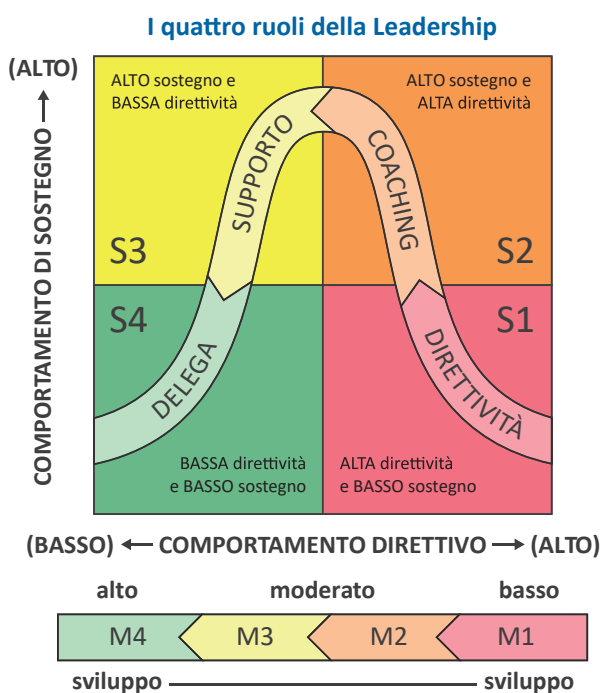 I quattro ruoli della Leadership
(ALTO)
COMPORTAMENTO DI SOSTEGNO
ALTO sostegno e
BASSA direttività
ALTO sostegno e
ALTA direttività
SUPPORTO
COACHING
S3
S2
S4
S1
DELEGA
DIRETTIVITÀ
BASSA direttività
e BASSO sostegno
ALTA direttività
e BASSO sostegno
(BASSO) ← COMPORTAMENTO DIRETTIVO → (ALTO)
alto moderato basso
M4 M3 M2 M1
sviluppo sviluppo